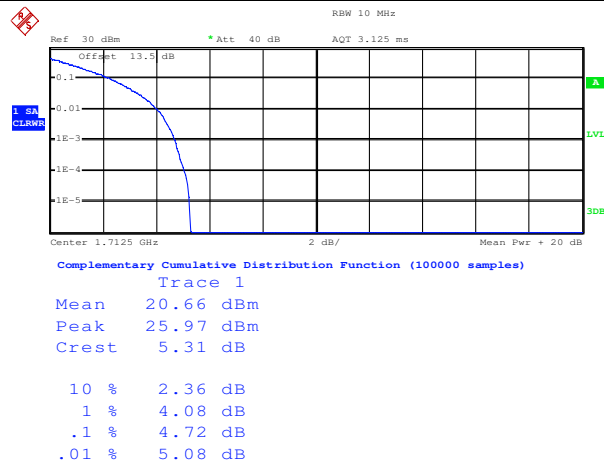 R&S
RBW 10 MHz
Ref 30 dBm *Att 40 dB AQT 3.125 ms
Offset 13.5 dB
0.1
A
1 SA
0.01
CLRWR
1E-3
LVL
1E-4
1E-5
3DB
Center 1.7125 GHz 2 dB/ Mean Pwr + 20 dB
Complementary Cumulative Distribution Function (100000 samples)
Trace 1
Mean 20.66 dBm
Peak 25.97 dBm
Crest 5.31 dB
10 % 2.36 dB
1 % 4.08 dB
.1 % 4.72 dB
.01 % 5.08 dB